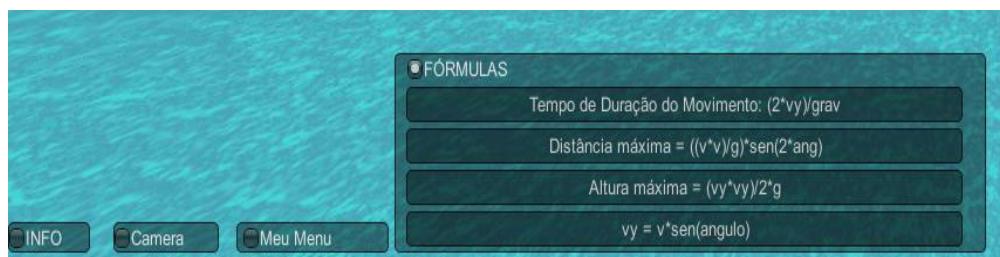 FÓRMULAS
Tempo de Duração do Movimento: (2*vy)/grav
Distância máxima = ((v*v)/g)*sen(2*ang)
Altura máxima = (vy*vy)/2*g
vy = v*sen(angulo)
INFO
Camera
Meu Menu